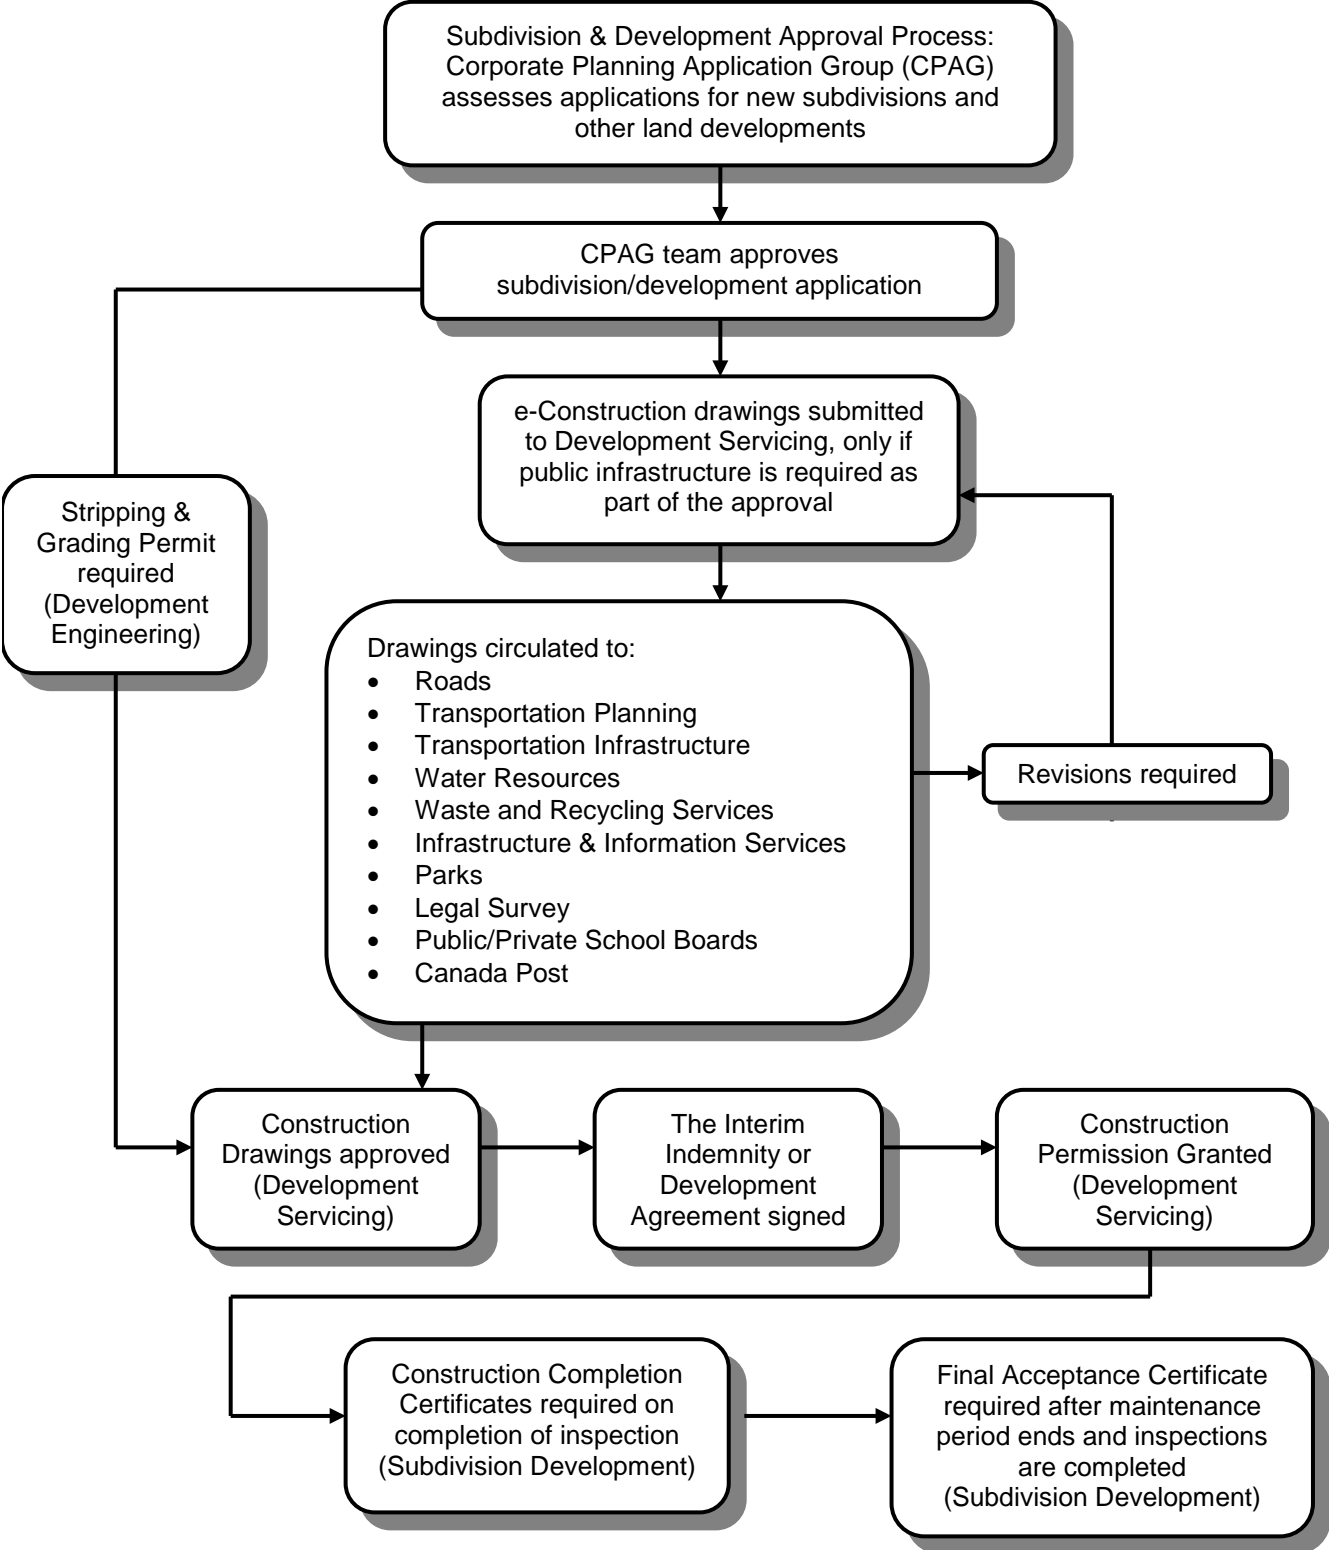 Subdivision & Development Approval Process:
Corporate Planning Application Group (CPAG)
assesses applications for new subdivisions and
other land developments
CPAG team approves
subdivision/development application
e-Construction drawings submitted
to Development Servicing, only if
public infrastructure is required as
part of the approval
Stripping &
Grading Permit
required
(Development
Engineering)
Drawings circulated to:
• Roads
• Transportation Planning
• Transportation Infrastructure
• Water Resources
• Waste and Recycling Services
• Infrastructure & Information Services
• Parks
• Legal Survey
• Public/Private School Boards
• Canada Post
Revisions required
Construction
Drawings approved
(Development
Servicing)
The Interim
Indemnity or
Development
Agreement signed
Construction
Permission Granted
(Development
Servicing)
Construction Completion
Certificates required on
completion of inspection
(Subdivision Development)
Final Acceptance Certificate
required after maintenance
period ends and inspections
are completed
(Subdivision Development)